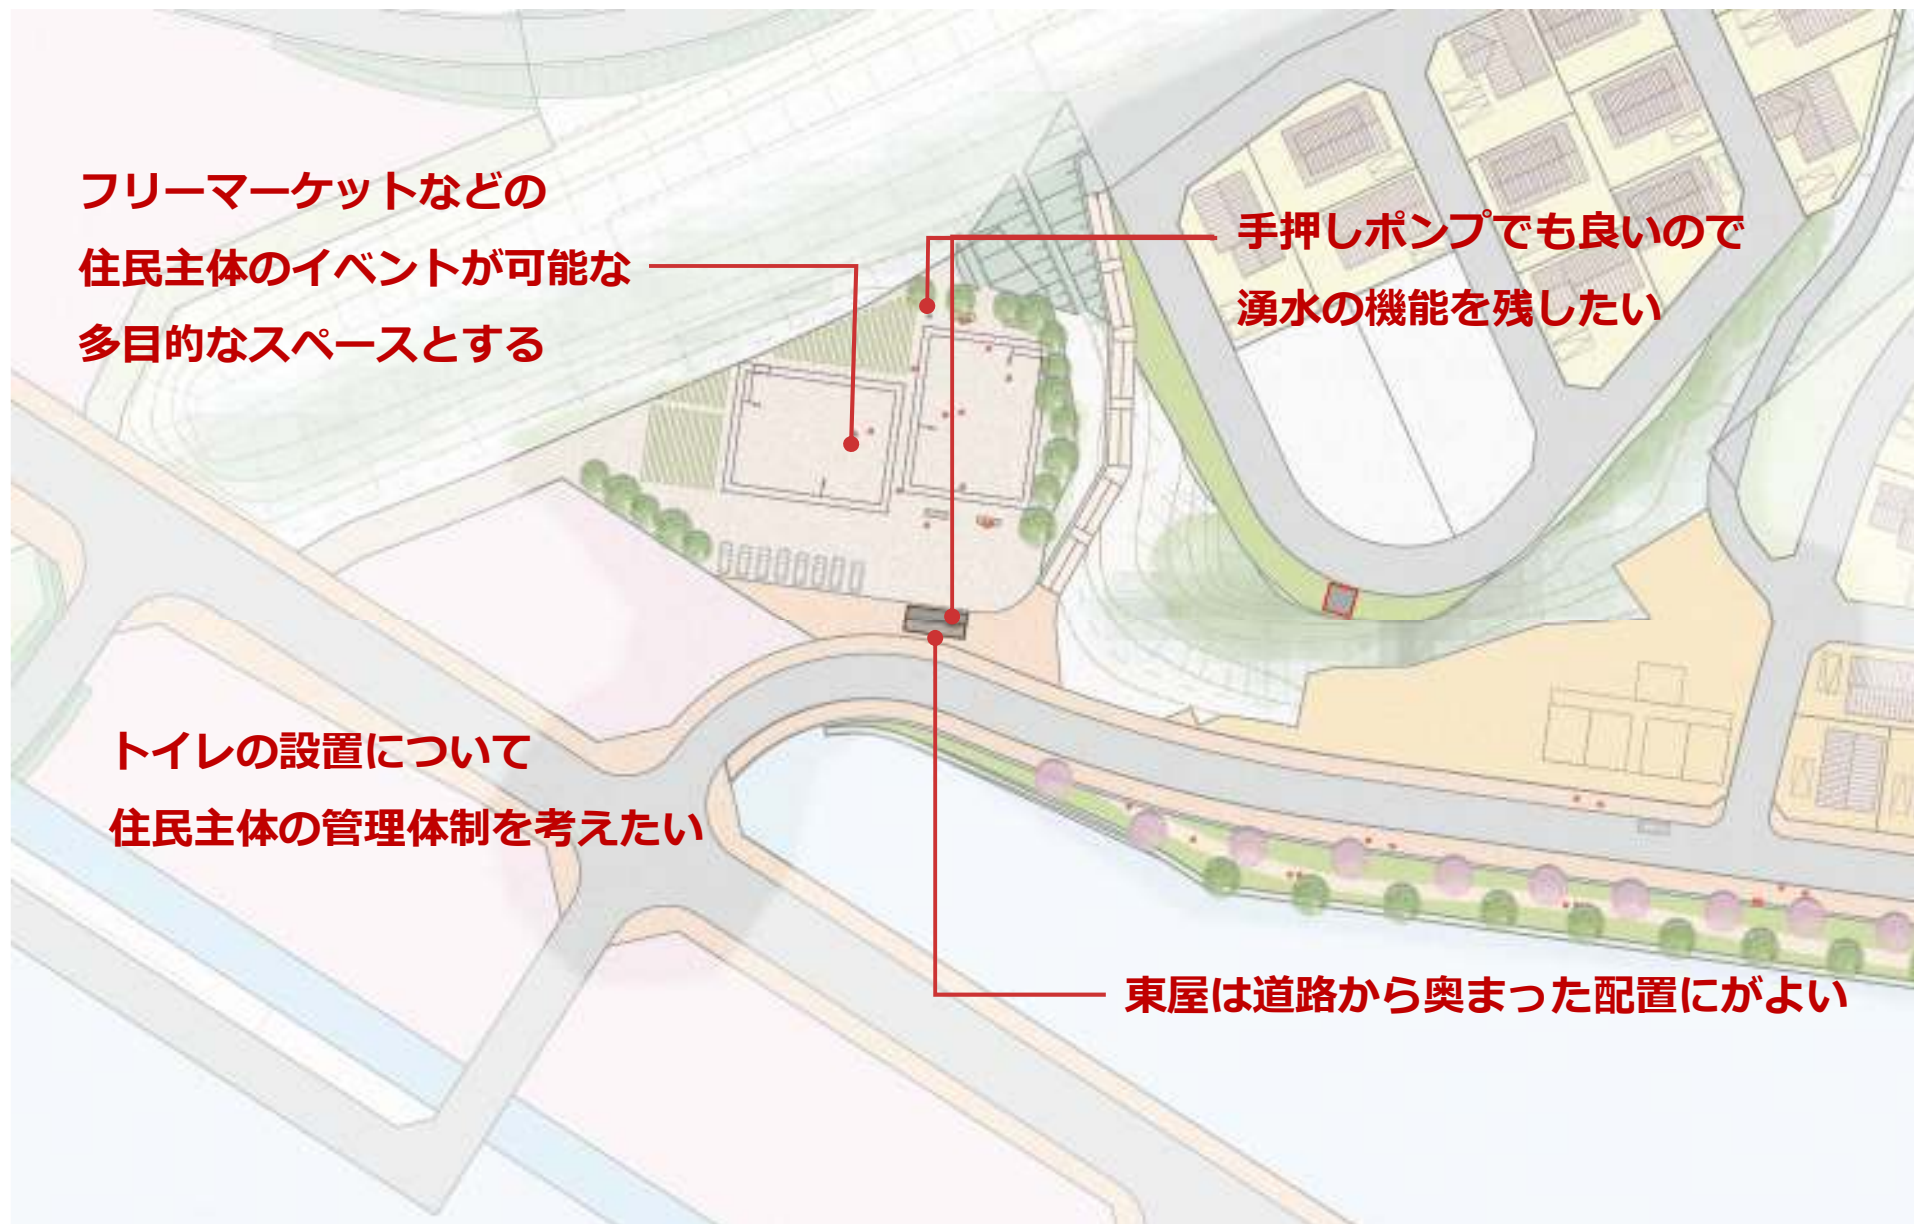 フリーマーケットなどの
住民主体のイベントが可能な
多目的なスペースとする
手押しポンプでも良いので
湧水の機能を残したい
トイレの設置について
住民主体の管理体制を考えたい
東屋は道路から奥まった配置にがよい